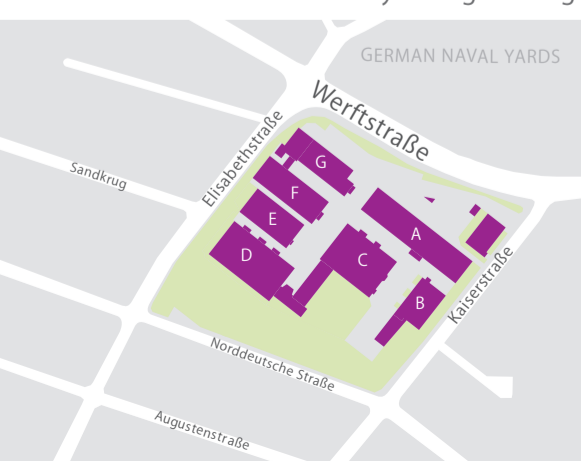 GERMAN NAVAL YARDS
Werftstraße
Elisabethstraße
Sandkrug
G
F
E
A
D
C
B
Kaiserstraße
Norddeutsche Straße
Augustenstraße